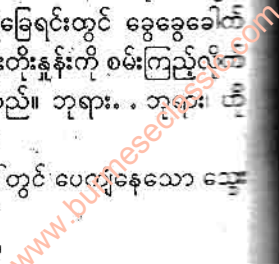 ခြေရင်းတွင် ခွေခွေခေါက်
းတိုးနှုန်းကို စမ်းကြည့်လိုက်
ည်။ ဘုရား. . ဘုရား၊ ဟု
တွင် ပေကျံနေသော သွေး
www.burmeseclassic